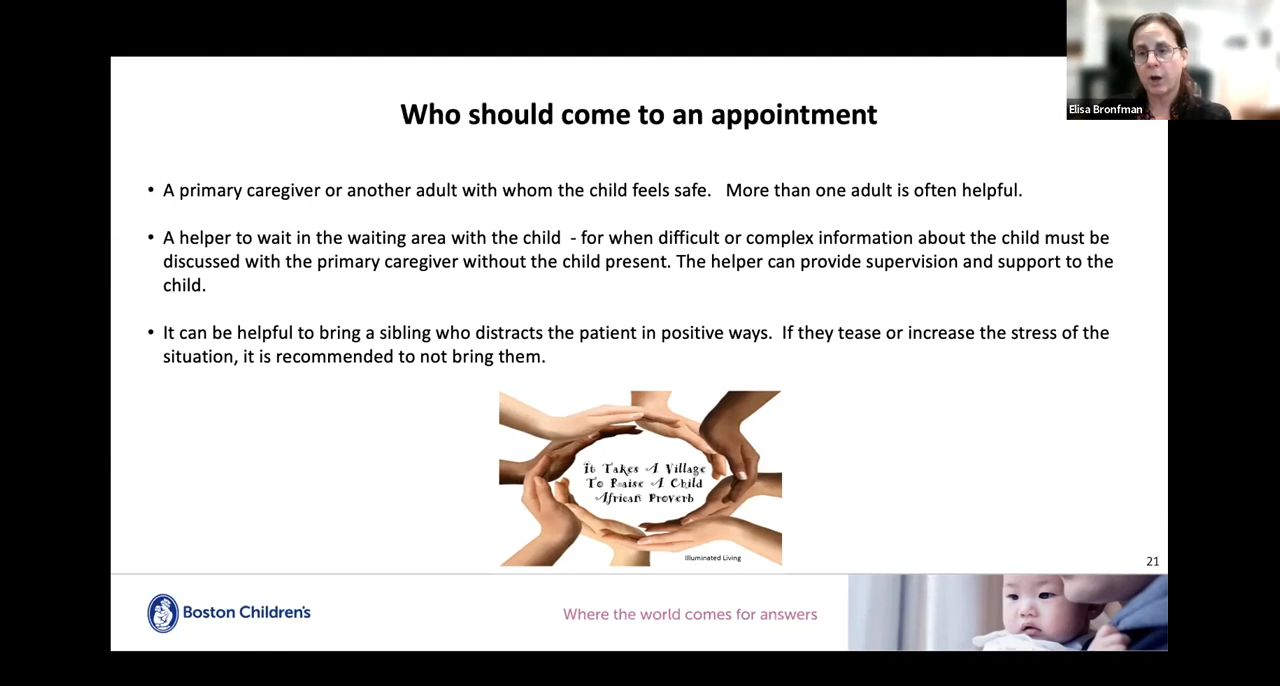 Elisa Bronfman
Who should come to an appointment
• A primary caregiver or another adult with whom the child feels safe. More than one adult is often helpful.
• A helper to wait in the waiting area with the child - for when difficult or complex information about the child must be
discussed with the primary caregiver without the child present. The helper can provide supervision and support to the
child.
• It can be helpful to bring a sibling who distracts the patient in positive ways. If they tease or increase the stress of the
situation, it is recommended to not bring them.
It Takes A Village
To Raise A Child
African Proverb
Illuminated Living
21
Boston Children's
Where the world comes for answers